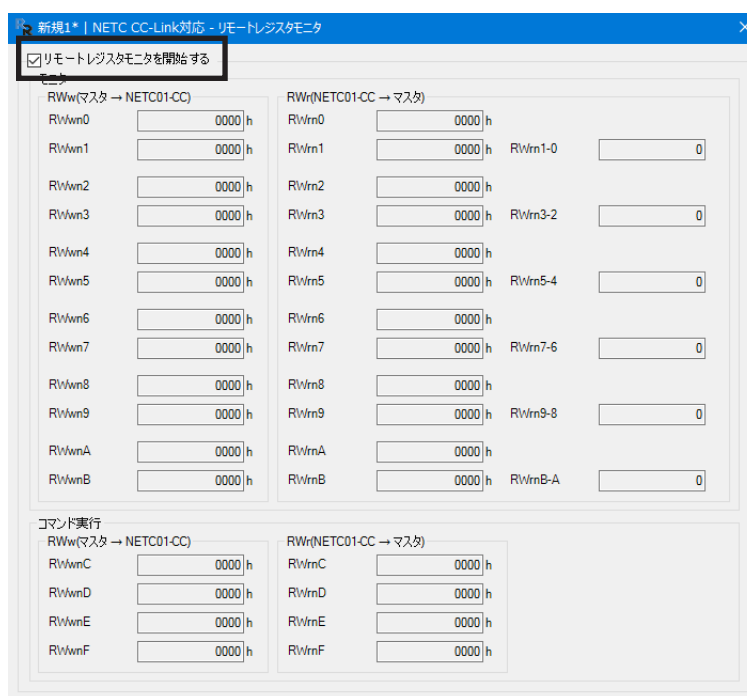 新規1* | NETC CC-Link対応 - リモートレジスタモニタ
リモートレジスタモニタを開始する
モニタ
RWw(マスタ → NETC01-CC) RWr(NETC01-CC → マスタ)
RWwn0 0000 h RWrn0 0000 h
RWwn1 0000 h RWrn1 0000 h RWrn1-0 0
RWwn2 0000 h RWrn2 0000 h
RWwn3 0000 h RWrn3 0000 h RWrn3-2 0
RWwn4 0000 h RWrn4 0000 h
RWwn5 0000 h RWrn5 0000 h RWrn5-4 0
RWwn6 0000 h RWrn6 0000 h
RWwn7 0000 h RWrn7 0000 h RWrn7-6 0
RWwn8 0000 h RWrn8 0000 h
RWwn9 0000 h RWrn9 0000 h RWrn9-8 0
RWwnA 0000 h RWrnA 0000 h
RWwnB 0000 h RWrnB 0000 h RWrnB-A 0
コマンド実行
RWw(マスタ → NETC01-CC) RWr(NETC01-CC → マスタ)
RWwnC 0000 h RWrnC 0000 h
RWwnD 0000 h RWrnD 0000 h
RWwnE 0000 h RWrnE 0000 h
RWwnF 0000 h RWrnF 0000 h